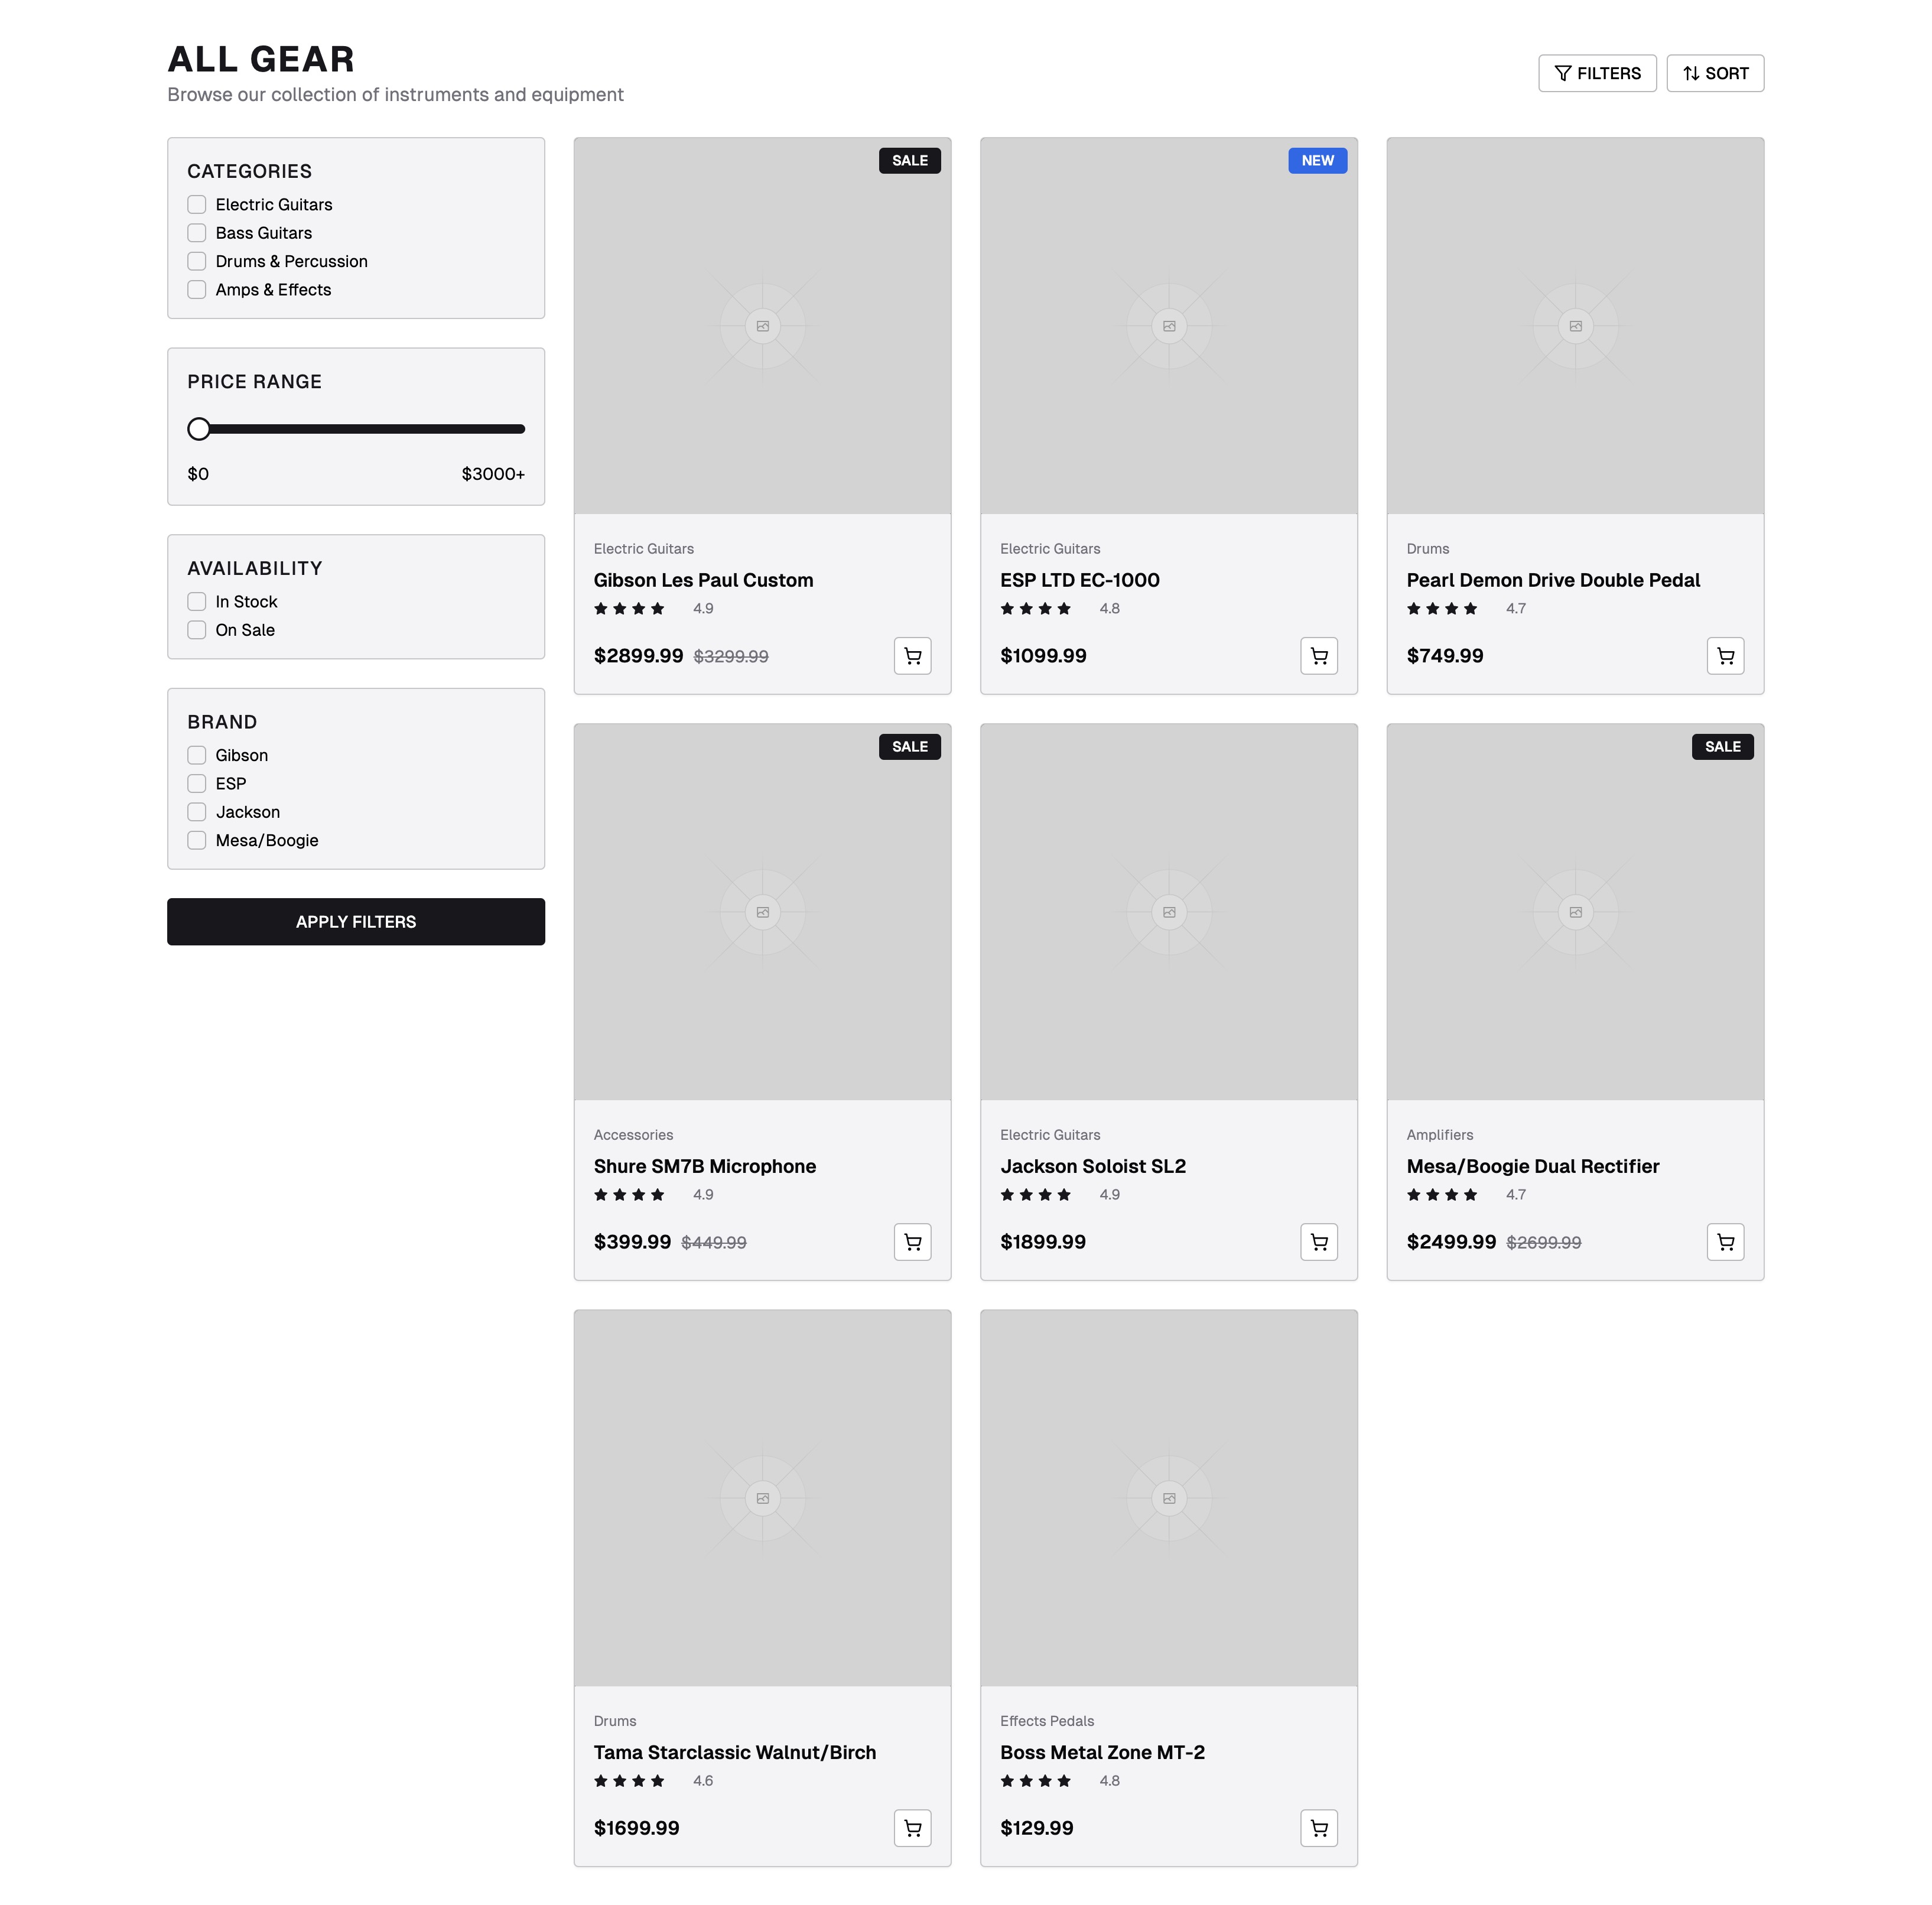 ALL GEAR
Browse our collection of instruments and equipment
FILTERS
SORT
CATEGORIES
Electric Guitars
Bass Guitars
Drums & Percussion
Amps & Effects
PRICE RANGE
$0 $3000+
AVAILABILITY
In Stock
On Sale
BRAND
Gibson
ESP
Jackson
Mesa/Boogie
APPLY FILTERS
SALE
Electric Guitars
Gibson Les Paul Custom
4.9
$2899.99 $3299.99
NEW
Electric Guitars
ESP LTD EC-1000
4.8
$1099.99
Drums
Pearl Demon Drive Double Pedal
4.7
$749.99
SALE
Accessories
Shure SM7B Microphone
4.9
$399.99 $449.99
Electric Guitars
Jackson Soloist SL2
4.9
$1899.99
SALE
Amplifiers
Mesa/Boogie Dual Rectifier
4.7
$2499.99 $2699.99
Drums
Tama Starclassic Walnut/Birch
4.6
$1699.99
Effects Pedals
Boss Metal Zone MT-2
4.8
$129.99